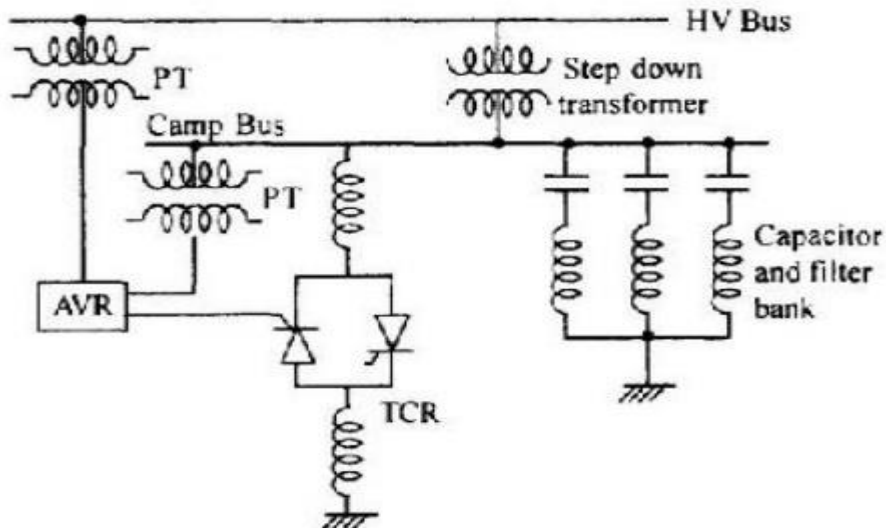 HV Bus
PT
Step down
transformer
Camp Bus
PT
Capacitor
and filter
bank
AVR
TCR